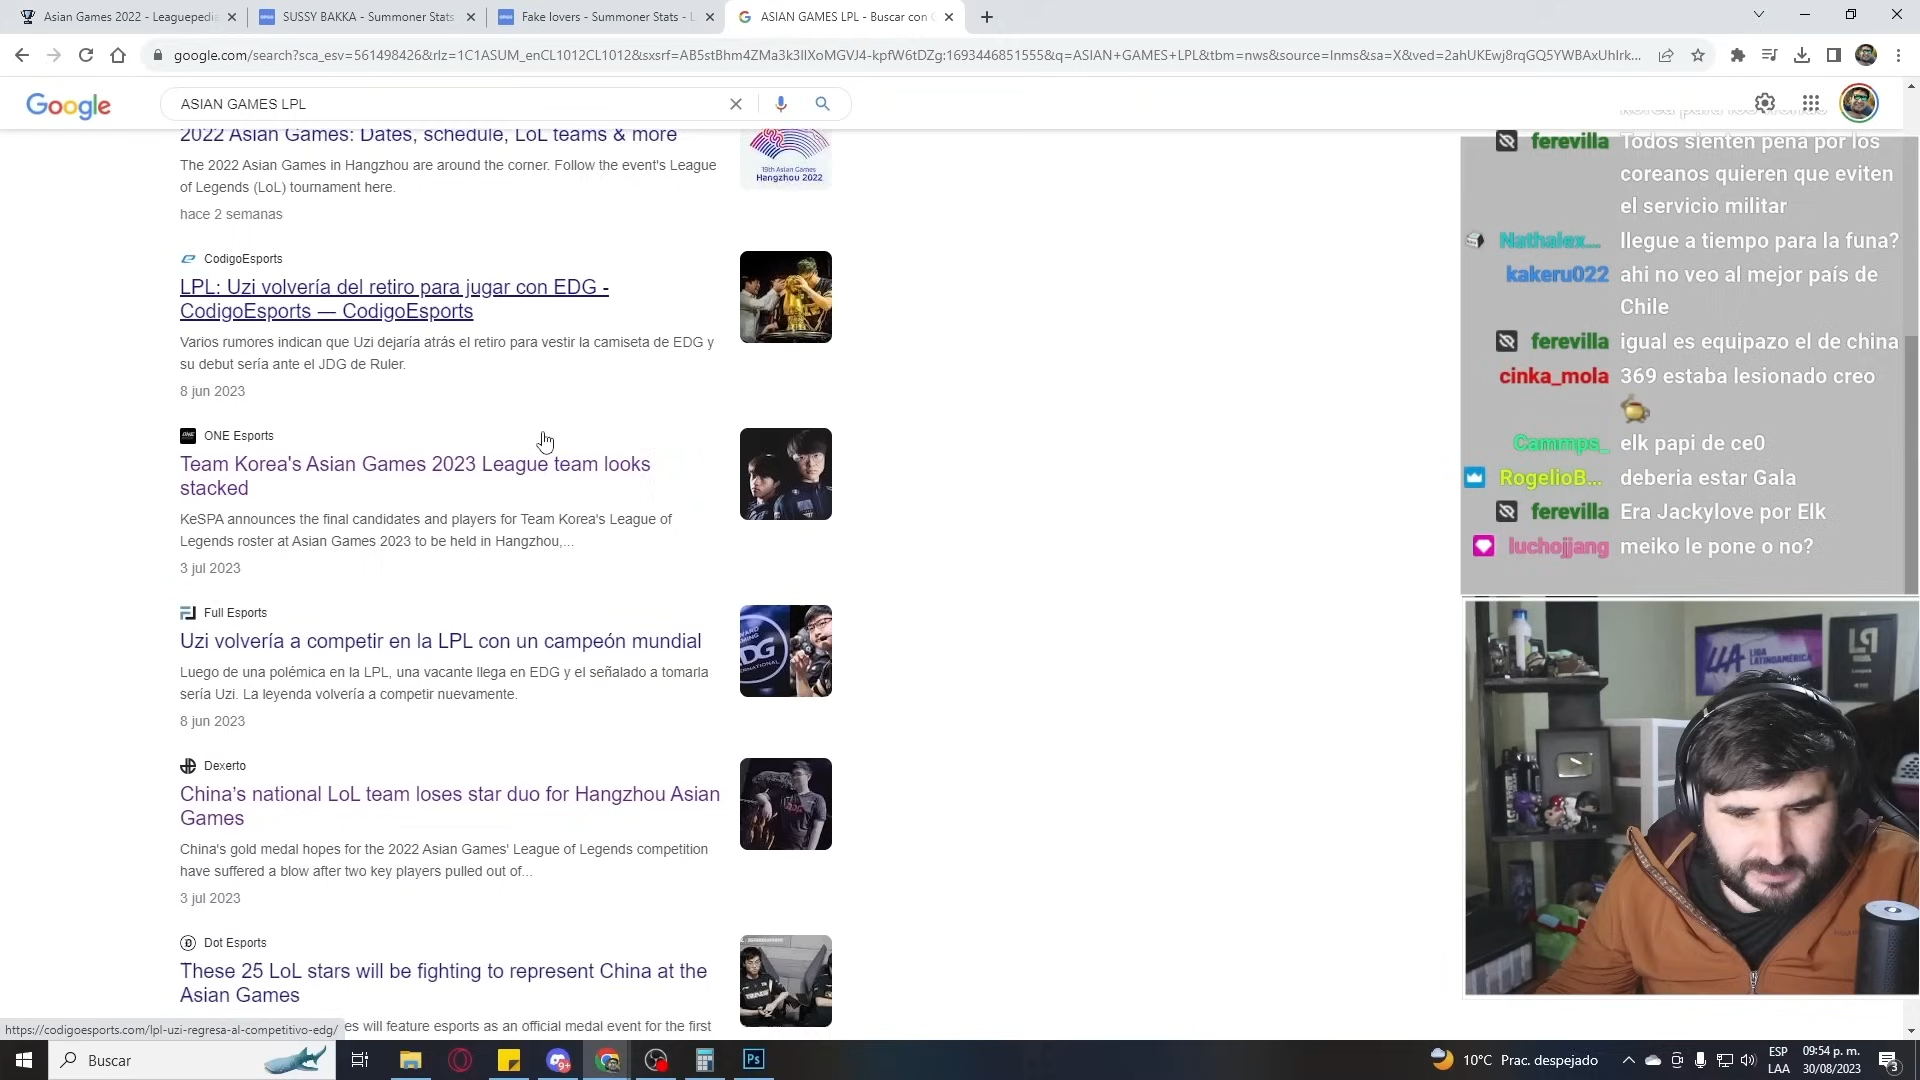 Asian Games 2022 - Leaguepedia
SUSSY BAKKA - Summoner Stats
Fake lovers - Summoner Stats - L
ASIAN GAMES LPL - Buscar con G
google.com/search?sca_esv=561498426&rlz=1C1ASUM_enCL1012CL1012&sxsrf=AB5stBhm4ZMa3k3IlXoMGVJ4-kpfW6tDZg:1693446851555&q=ASIAN+GAMES+LPL&tbm=nws&source=lnms&sa=X&ved=2ahUKEwj8rqGQ5YWBAxUhIrk...
Google
ASIAN GAMES LPL
2022 Asian Games: Dates, schedule, LoL teams & more
The 2022 Asian Games in Hangzhou are around the corner. Follow the event's League
of Legends (LoL) tournament here.
hace 2 semanas
19th Asian Games
Hangzhou 2022
CodigoEsports
LPL: Uzi volvería del retiro para jugar con EDG -
CodigoEsports — CodigoEsports
Varios rumores indican que Uzi dejaría atrás el retiro para vestir la camiseta de EDG y
su debut sería ante el JDG de Ruler.
8 jun 2023
ONE Esports
Team Korea's Asian Games 2023 League team looks
stacked
KeSPA announces the final candidates and players for Team Korea's League of
Legends roster at Asian Games 2023 to be held in Hangzhou,...
3 jul 2023
Full Esports
Uzi volvería a competir en la LPL con un campeón mundial
Luego de una polémica en la LPL, una vacante llega en EDG y el señalado a tomarla
sería Uzi. La leyenda volvería a competir nuevamente.
8 jun 2023
Dexerto
China's national LoL team loses star duo for Hangzhou Asian
Games
China's gold medal hopes for the 2022 Asian Games' League of Legends competition
have suffered a blow after two key players pulled out of...
3 jul 2023
Dot Esports
These 25 LoL stars will be fighting to represent China at the
Asian Games
es will feature esports as an official medal event for the first
https://codigoesports.com/lpl-uzi-regresa-al-competitivo-edg/
ferevilla Todos sienten pena por los
coreanos quieren que eviten
el servicio militar
Nathalex... llegue a tiempo para la funa?
kakeru022 ahi no veo al mejor país de
Chile
ferevilla igual es equipazo el de china
cinka_mola 369 estaba lesionado creo
Cammps_ elk papi de ce0
RogelioB... deberia estar Gala
ferevilla Era Jackylove por Elk
luchojjang meiko le pone o no?
LLA LIGA
LATINOAMÉRICA
Buscar
9+
Ps
10°C Prac. despejado
ESP
LAA
09:54 p. m.
30/08/2023
3